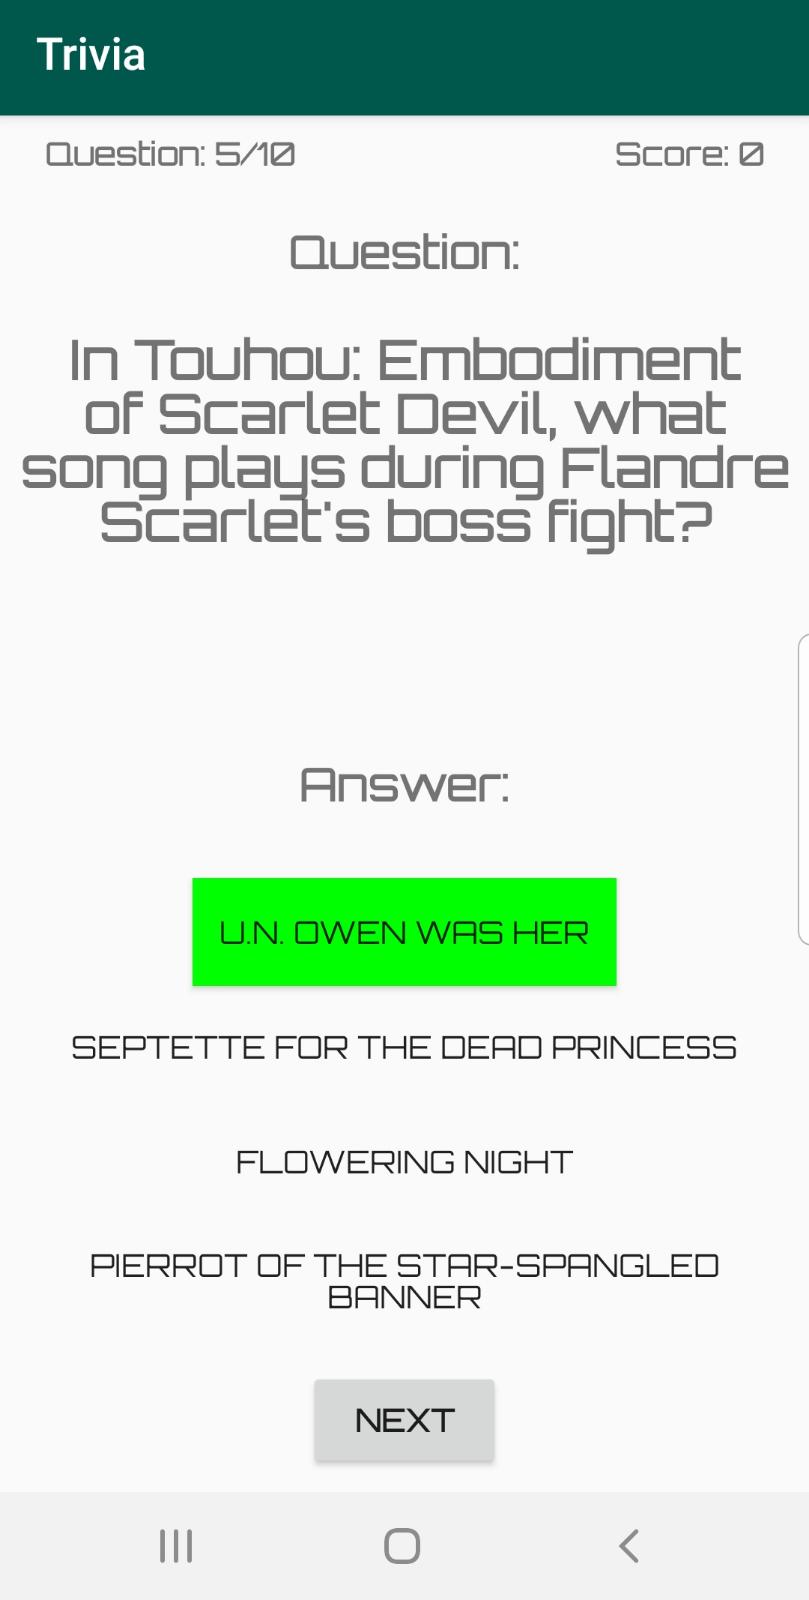 Trivia
Question: 5/10
Score: 0
Question:
In Touhou: Embodiment
of Scarlet Devil, what
song plays during Flandre
Scarlet's boss fight?
Answer:
U.N. OWEN WAS HER
SEPTETTE FOR THE DEAD PRINCESS
FLOWERING NIGHT
PIERROT OF THE STAR-SPANGLED
BANNER
NEXT